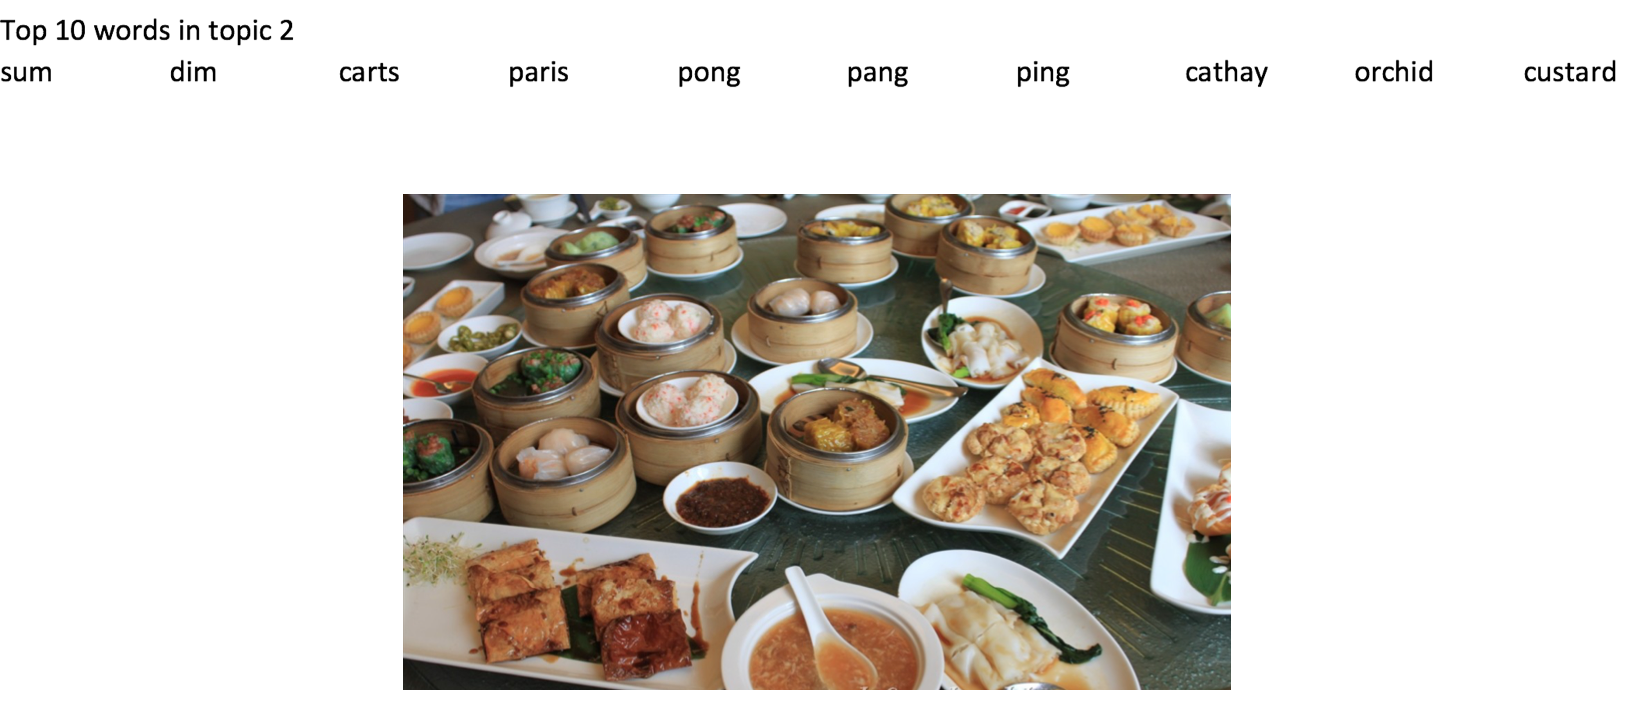 Top 10 words in topic 2
sum dim carts paris pong pang ping cathay orchid custard